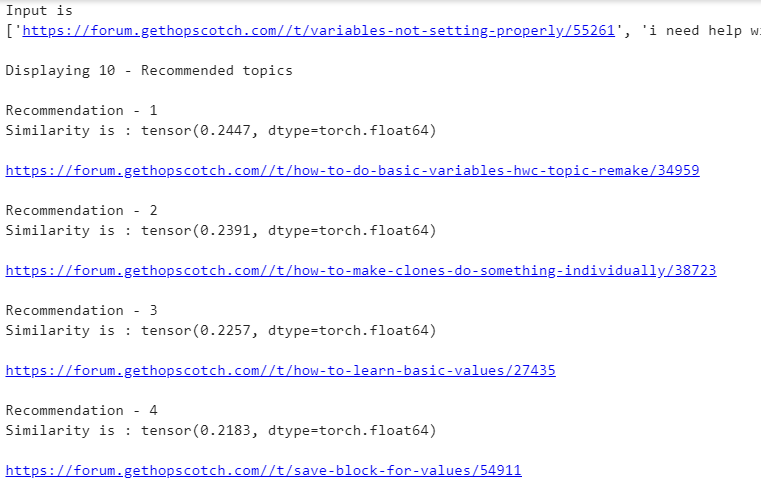 Input is
['https://forum.gethopscotch.com//t/variables-not-setting-properly/55261', 'i need help wi
Displaying 10 - Recommended topics
Recommendation - 1
Similarity is : tensor(0.2447, dtype=torch.float64)
https://forum.gethopscotch.com//t/how-to-do-basic-variables-hwc-topic-remake/34959
Recommendation - 2
Similarity is : tensor(0.2391, dtype=torch.float64)
https://forum.gethopscotch.com//t/how-to-make-clones-do-something-individually/38723
Recommendation - 3
Similarity is : tensor(0.2257, dtype=torch.float64)
https://forum.gethopscotch.com//t/how-to-learn-basic-values/27435
Recommendation - 4
Similarity is : tensor(0.2183, dtype=torch.float64)
https://forum.gethopscotch.com//t/save-block-for-values/54911